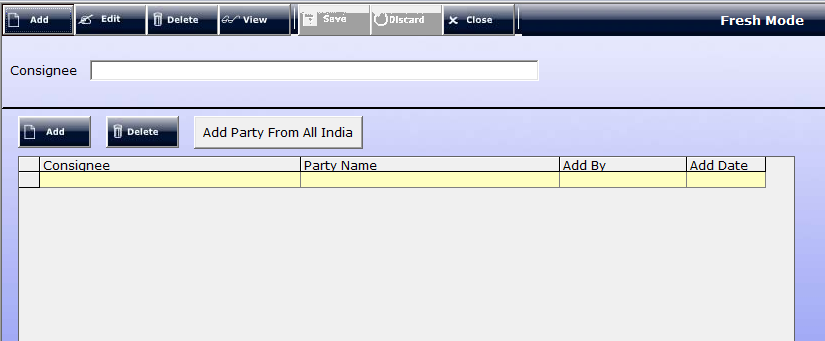 Add Edit Delete View Save Discard Close Fresh Mode
Consignee
Add Delete Add Party From All India
Consignee Party Name Add By Add Date